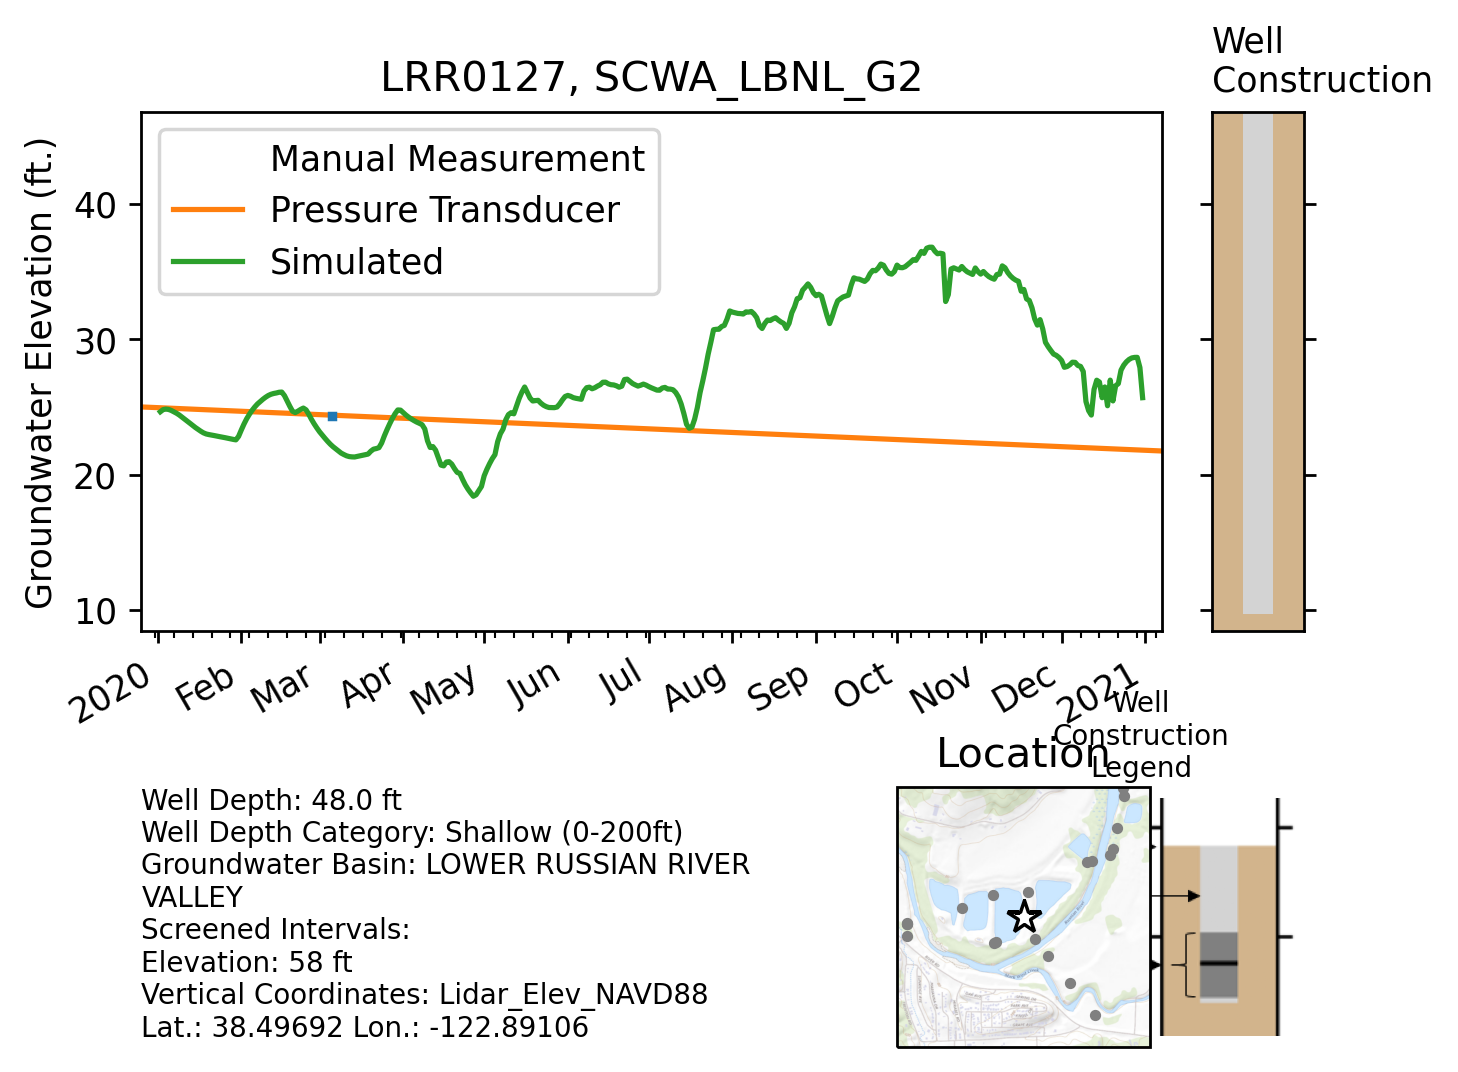 Well
Construction
LRR0127, SCWA_LBNL_G2
Manual Measurement
Pressure Transducer
Simulated
Groundwater Elevation (ft.)
40
30
20
10
2020
Feb
Mar
Apr
May
Jun
Jul
Aug
Sep
Oct
Nov
Dec
2021
Well
Construction
Legend
Location
Well Depth: 48.0 ft
Well Depth Category: Shallow (0-200ft)
Groundwater Basin: LOWER RUSSIAN RIVER
VALLEY
Screened Intervals:
Elevation: 58 ft
Vertical Coordinates: Lidar_Elev_NAVD88
Lat.: 38.49692 Lon.: -122.89106